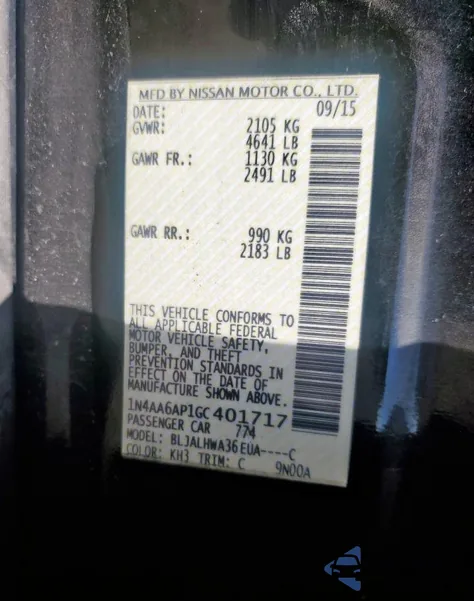 MFD BY NISSAN MOTOR CO., LTD.
DATE: 09/15
GVWR: 2105 KG
4641 LB
GAWR FR.: 1130 KG
2491 LB
GAWR RR.: 990 KG
2183 LB
THIS VEHICLE CONFORMS TO
ALL APPLICABLE FEDERAL
MOTOR VEHICLE SAFETY,
BUMPER, AND THEFT
PREVENTION STANDARDS IN
EFFECT ON THE DATE OF
MANUFACTURE SHOWN ABOVE.
1N4AA6AP1GC401717
PASSENGER CAR 774
MODEL: BLJALHWA36EUA----C
COLOR: KH3 TRIM: C 9N00A